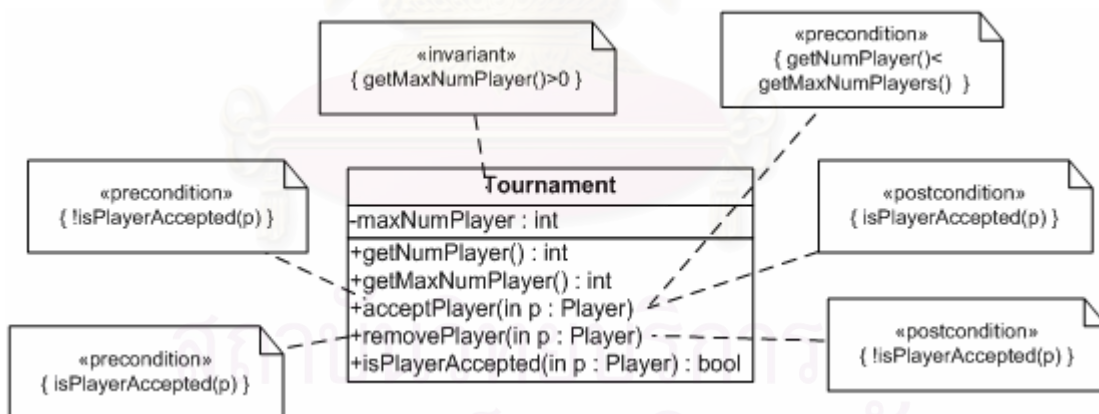 «invariant»
{ getMaxNumPlayer()>0 }
«precondition»
{ getNumPlayer()<
getMaxNumPlayers() }
«precondition»
{ !isPlayerAccepted(p) }
Tournament
-maxNumPlayer : int
+getNumPlayer() : int
+getMaxNumPlayer() : int
+acceptPlayer(in p : Player)
+removePlayer(in p : Player)
+isPlayerAccepted(in p : Player) : bool
«postcondition»
{ isPlayerAccepted(p) }
«precondition»
{ isPlayerAccepted(p) }
«postcondition»
{ !isPlayerAccepted(p) }